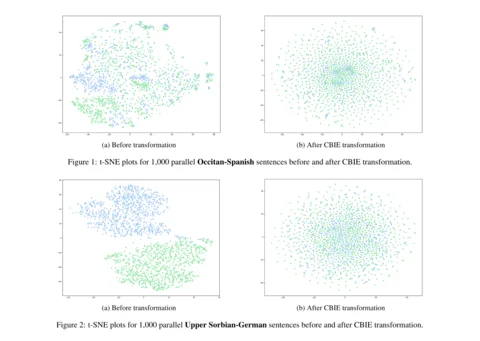 (a) Before transformation
(b) After CBIE transformation
Figure 1: t-SNE plots for 1,000 parallel Occitan-Spanish sentences before and after CBIE transformation.
(a) Before transformation
(b) After CBIE transformation
Figure 2: t-SNE plots for 1,000 parallel Upper Sorbian-German sentences before and after CBIE transformation.